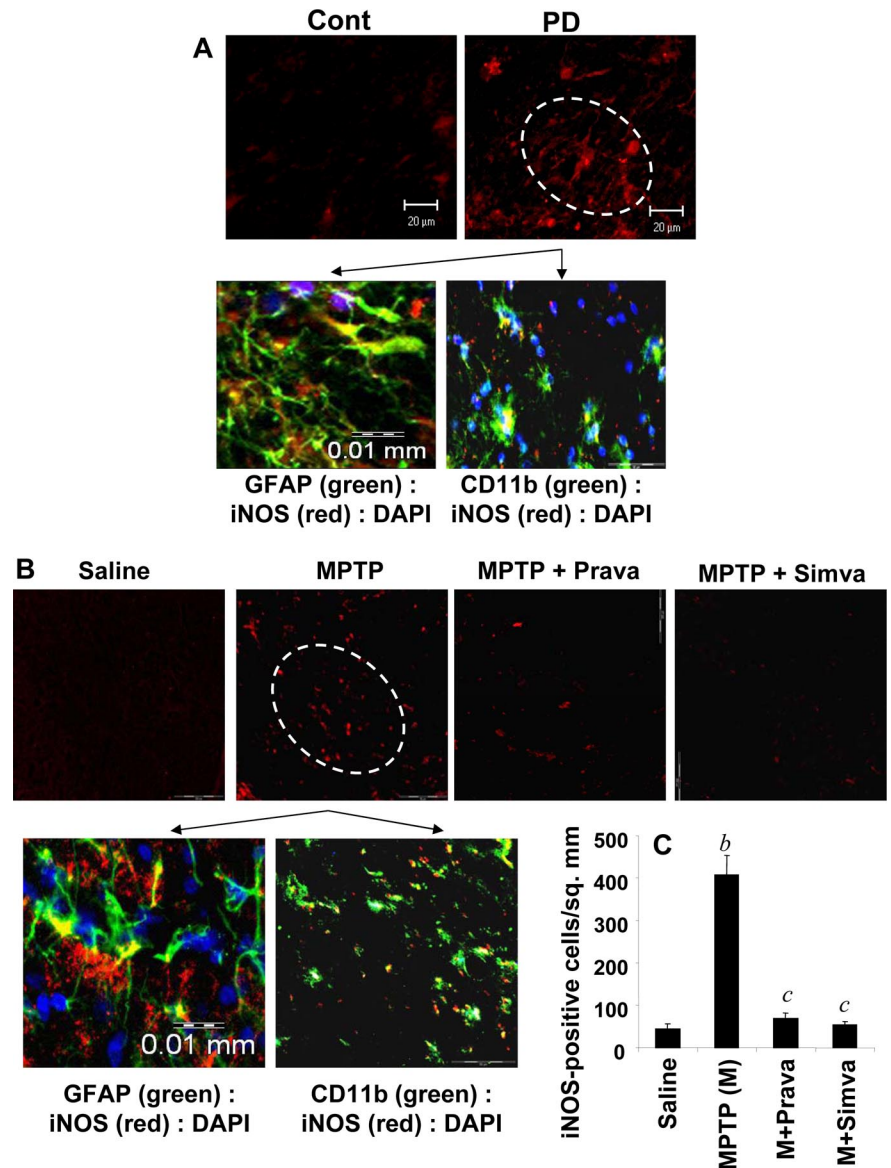 Cont
PD
A
20 µm
20 µm
0.01 mm
GFAP (green) :
iNOS (red) : DAPI
CD11b (green) :
iNOS (red) : DAPI
B
Saline
MPTP
MPTP + Prava
MPTP + Simva
0.01 mm
GFAP (green) :
iNOS (red) : DAPI
CD11b (green) :
iNOS (red) : DAPI
C
iNOS-positive cells/sq. mm
500
400
300
200
100
0
b
c
c
Saline
MPTP (M)
M+Prava
M+Simva